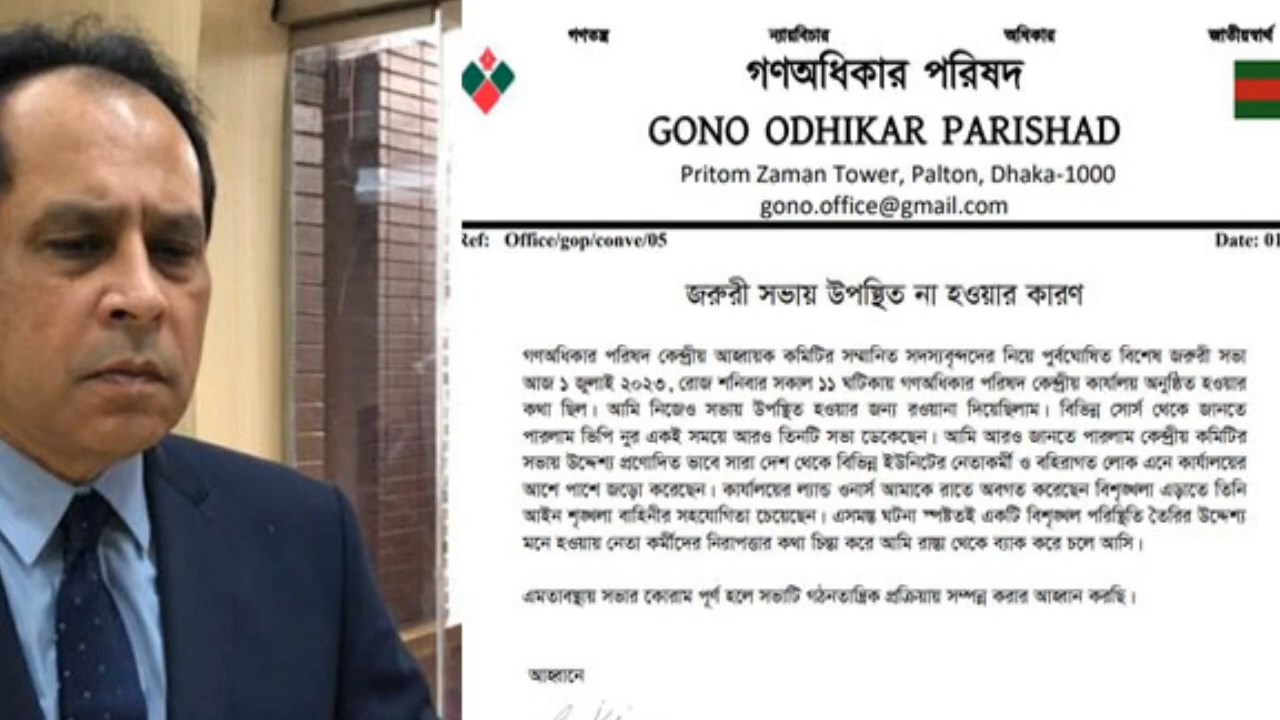 গণতন্ত্র ন্যায়বিচার অধিকার জাতীয়স্বার্থ
গণঅধিকার পরিষদ
GONO ODHIKAR PARISHAD
Pritom Zaman Tower, Palton, Dhaka-1000
gono.office@gmail.com
Ref: Office/gop/conve/05 Date: 01
জরুরী সভায় উপস্থিত না হওয়ার কারণ
গণঅধিকার পরিষদ কেন্দ্রীয় আহ্বায়ক কমিটির সম্মানিত সদস্যবৃন্দদের নিয়ে পুর্বঘোষিত বিশেষ জরুরী সভা
আজ ১ জুলাই ২০২৩, রোজ শনিবার সকাল ১১ ঘটিকায় গণঅধিকার পরিষদ কেন্দ্রীয় কার্যালয় অনুষ্ঠিত হওয়ার
কথা ছিল। আমি নিজেও সভায় উপস্থিত হওয়ার জন্য রওয়ানা দিয়েছিলাম। বিভিন্ন সোর্স থেকে জানতে
পারলাম ভিপি নুর একই সময়ে আরও তিনটি সভা ডেকেছেন। আমি আরও জানতে পারলাম কেন্দ্রীয় কমিটির
সভায় উদ্দেশ্য প্রণোদিত ভাবে সারা দেশ থেকে বিভিন্ন ইউনিটের নেতাকর্মী ও বহিরাগত লোক এনে কার্যালয়ের
আশে পাশে জড়ো করেছেন। কার্যালয়ের ল্যান্ড ওনার্স আমাকে রাতে অবগত করেছেন বিশৃঙ্খলা এড়াতে তিনি
আইন শৃঙ্খলা বাহিনীর সহযোগিতা চেয়েছেন। এসমস্ত ঘটনা স্পষ্টতই একটি বিশৃঙ্খল পরিস্থিতি তৈরির উদ্দেশ্য
মনে হওয়ায় নেতা কর্মীদের নিরাপত্তার কথা চিন্তা করে আমি রাস্তা থেকে ব্যাক করে চলে আসি।
এমতাবস্থায় সভার কোরাম পূর্ণ হলে সভাটি গঠনতান্ত্রিক প্রক্রিয়ায় সম্পন্ন করার আহ্বান করছি।
আহ্বানে